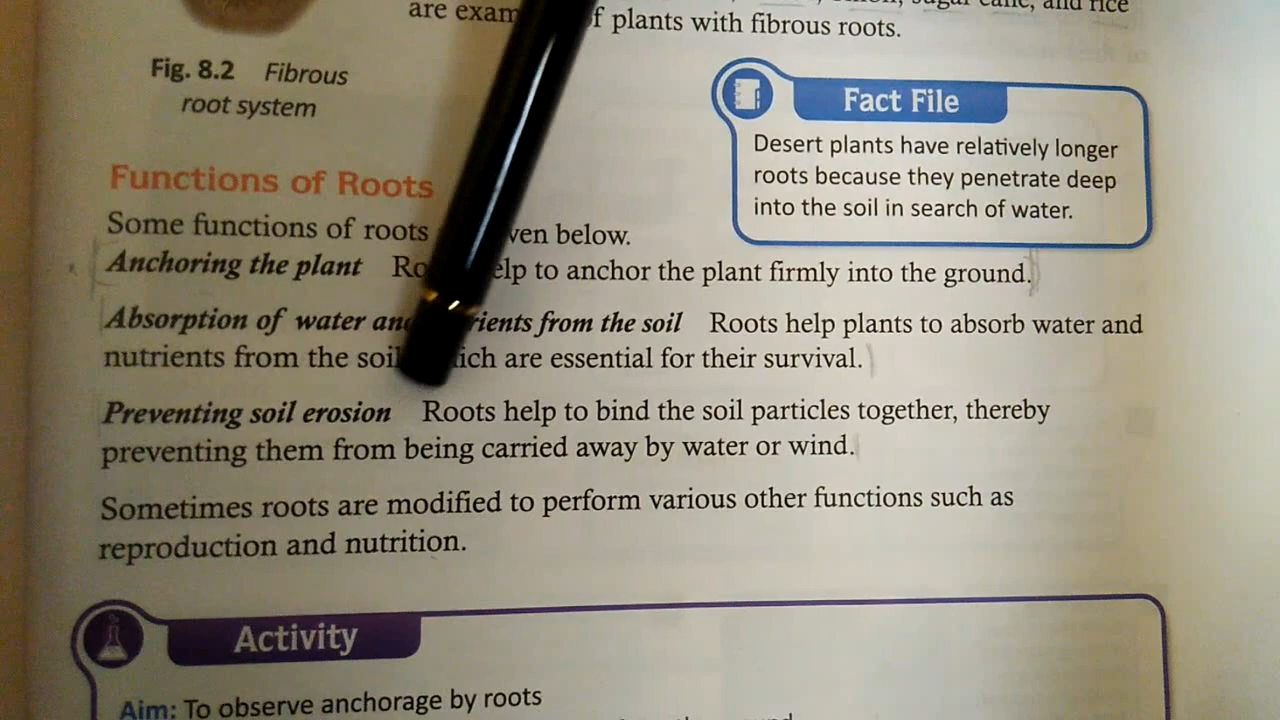 sugar cane, and rice
are exam f plants with fibrous roots.
Fig. 8.2 Fibrous
root system
Fact File
Desert plants have relatively longer
roots because they penetrate deep
into the soil in search of water.
Functions of Roots
Some functions of roots ven below.
Anchoring the plant Ro elp to anchor the plant firmly into the ground.
Absorption of water and rients from the soil Roots help plants to absorb water and
nutrients from the soil ich are essential for their survival.
Preventing soil erosion Roots help to bind the soil particles together, thereby
preventing them from being carried away by water or wind.
Sometimes roots are modified to perform various other functions such as
reproduction and nutrition.
Activity
Aim: To observe anchorage by roots